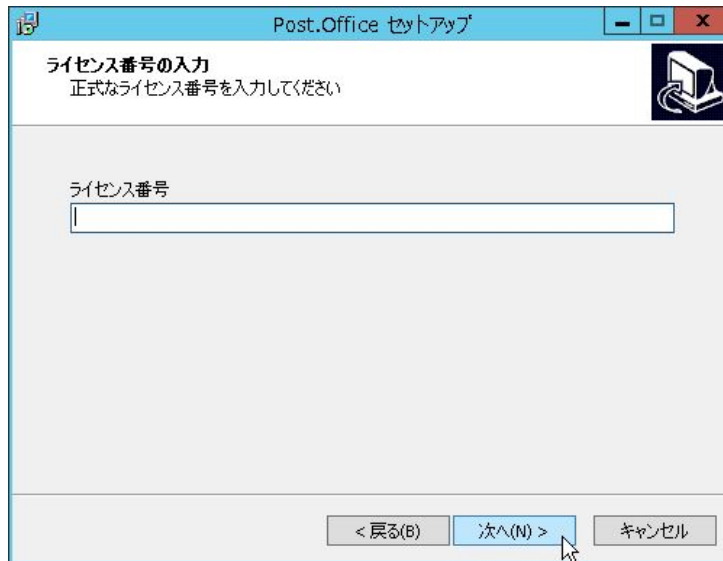 Post.Office セットアップ
ライセンス番号の入力
正式なライセンス番号を入力してください
ライセンス番号
< 戻る(B)
次へ(N) >
キャンセル